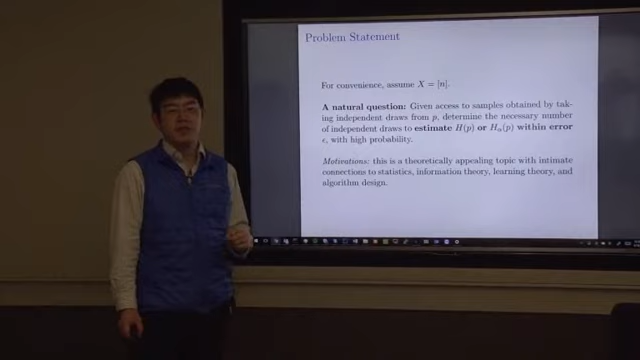 Problem Statement
For convenience, assume X = [n].
A natural question: Given access to samples obtained by tak-
ing independent draws from p, determine the necessary number
of independent draws to estimate H(p) or Hα(p) within error
ϵ, with high probability.
Motivations: this is a theoretically appealing topic with intimate
connections to statistics, information theory, learning theory, and
algorithm design.